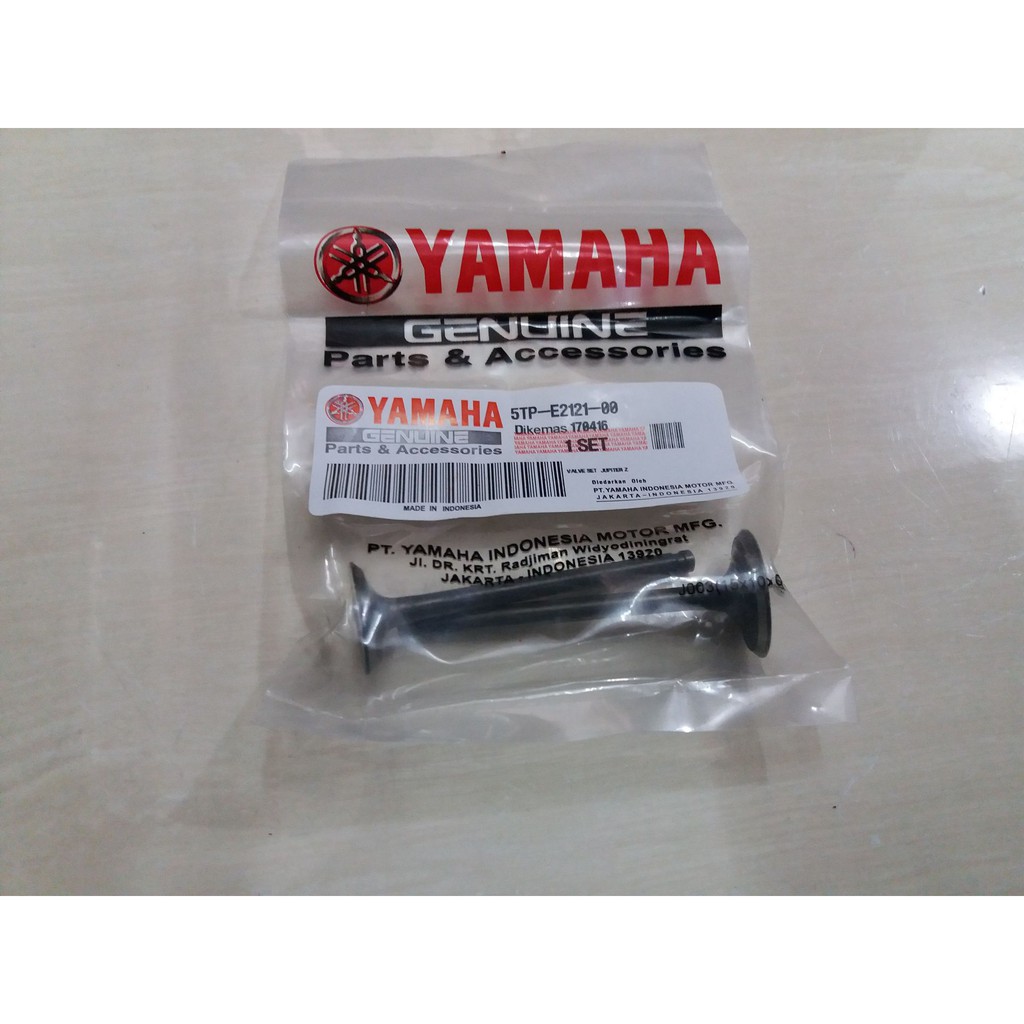 YAMAHA
GENUINE
Parts & Accessories
YAMAHA
GENUINE
Parts & Accessories
MADE IN INDONESIA
5TP-E2121-00
Dikemas 170416
1 SET
VALVE SET JUPITER Z
Diedarkan Oleh
PT. YAMAHA INDONESIA MOTOR MFG.
JAKARTA-INDONESIA 13920
PT. YAMAHA INDONESIA MOTOR MFG.
Jl. DR. KRT. Radjiman Widyodiningrat
JAKARTA - INDONESIA 13920